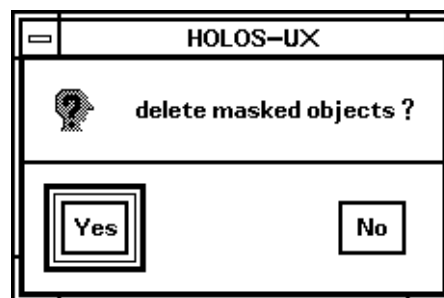 HOLOS-UX
delete masked objects ?
Yes
No